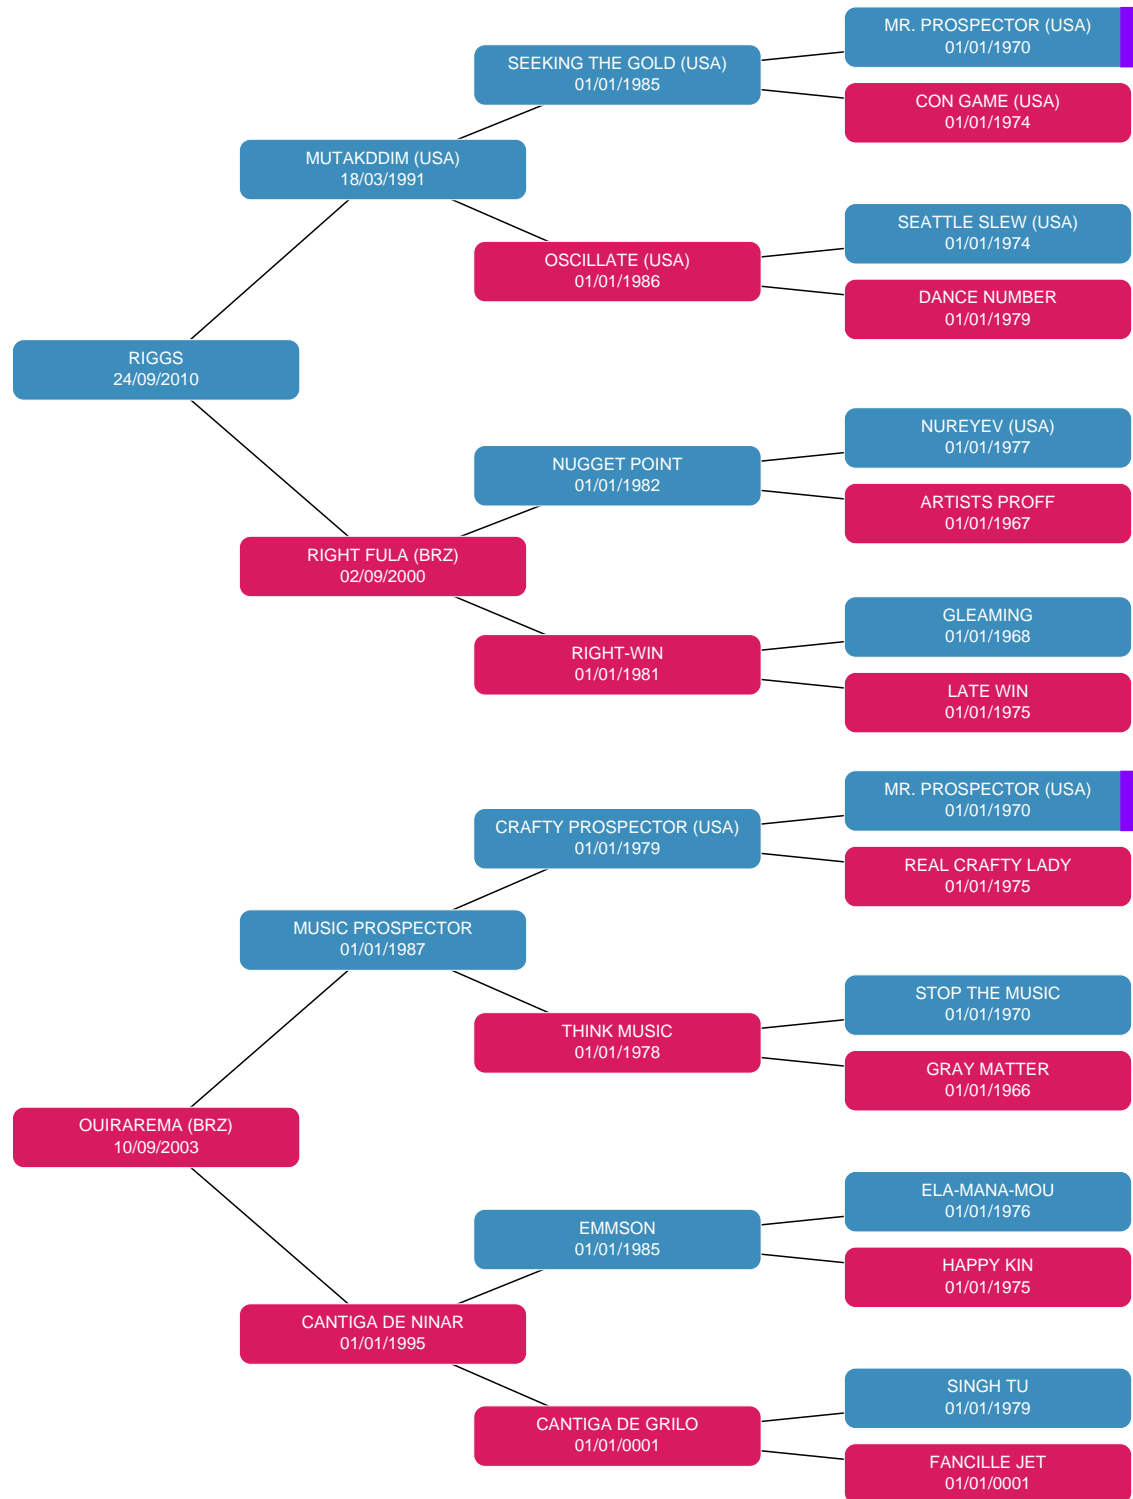 MR. PROSPECTOR (USA)
01/01/1970
SEEKING THE GOLD (USA)
01/01/1985
CON GAME (USA)
01/01/1974
MUTAKDDIM (USA)
18/03/1991
SEATTLE SLEW (USA)
01/01/1974
OSCILLATE (USA)
01/01/1986
DANCE NUMBER
01/01/1979
RIGGS
24/09/2010
NUREYEV (USA)
01/01/1977
NUGGET POINT
01/01/1982
ARTISTS PROFF
01/01/1967
RIGHT FULA (BRZ)
02/09/2000
GLEAMING
01/01/1968
RIGHT-WIN
01/01/1981
LATE WIN
01/01/1975
MR. PROSPECTOR (USA)
01/01/1970
CRAFTY PROSPECTOR (USA)
01/01/1979
REAL CRAFTY LADY
01/01/1975
MUSIC PROSPECTOR
01/01/1987
STOP THE MUSIC
01/01/1970
THINK MUSIC
01/01/1978
GRAY MATTER
01/01/1966
OUIRAREMA (BRZ)
10/09/2003
ELA-MANA-MOU
01/01/1976
EMMSON
01/01/1985
HAPPY KIN
01/01/1975
CANTIGA DE NINAR
01/01/1995
SINGH TU
01/01/1979
CANTIGA DE GRILO
01/01/0001
FANCILLE JET
01/01/0001